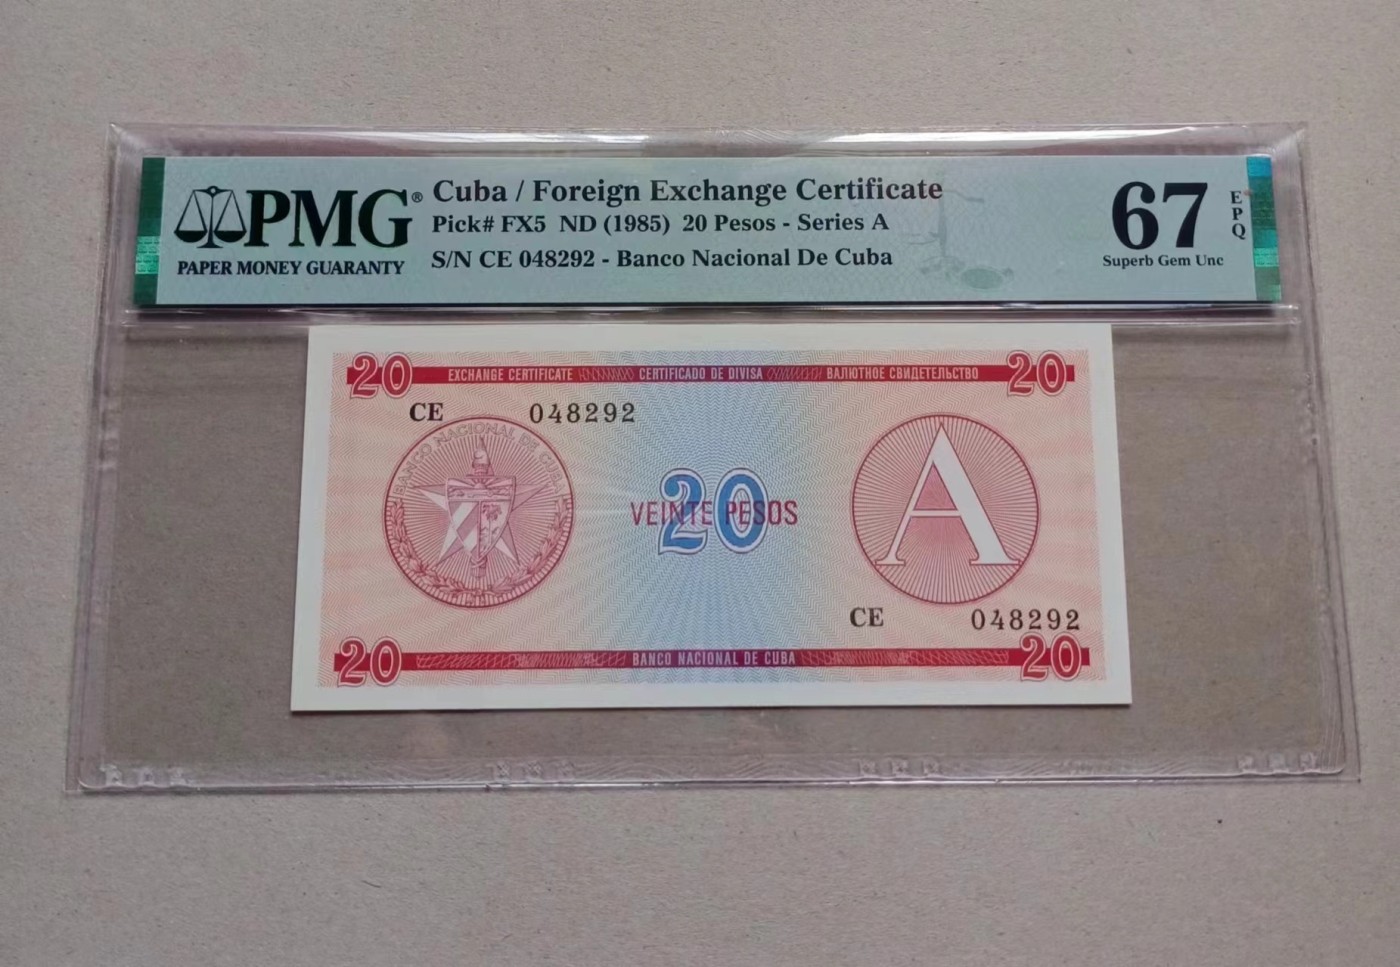 PMG®
PAPER MONEY GUARANTY
Cuba / Foreign Exchange Certificate
Pick# FX5 ND (1985) 20 Pesos - Series A
S/N CE 048292 - Banco Nacional De Cuba
67
EPQ
Superb Gem Unc
20 EXCHANGE CERTIFICATE CERTIFICADO DE DIVISA ВАЛЮТНОЕ СВИДЕТЕЛЬСТВО 20
CE 048292
BANCO NACIONAL DE CUBA
20
VEINTE PESOS
A
CE 048292
20 BANCO NACIONAL DE CUBA 20